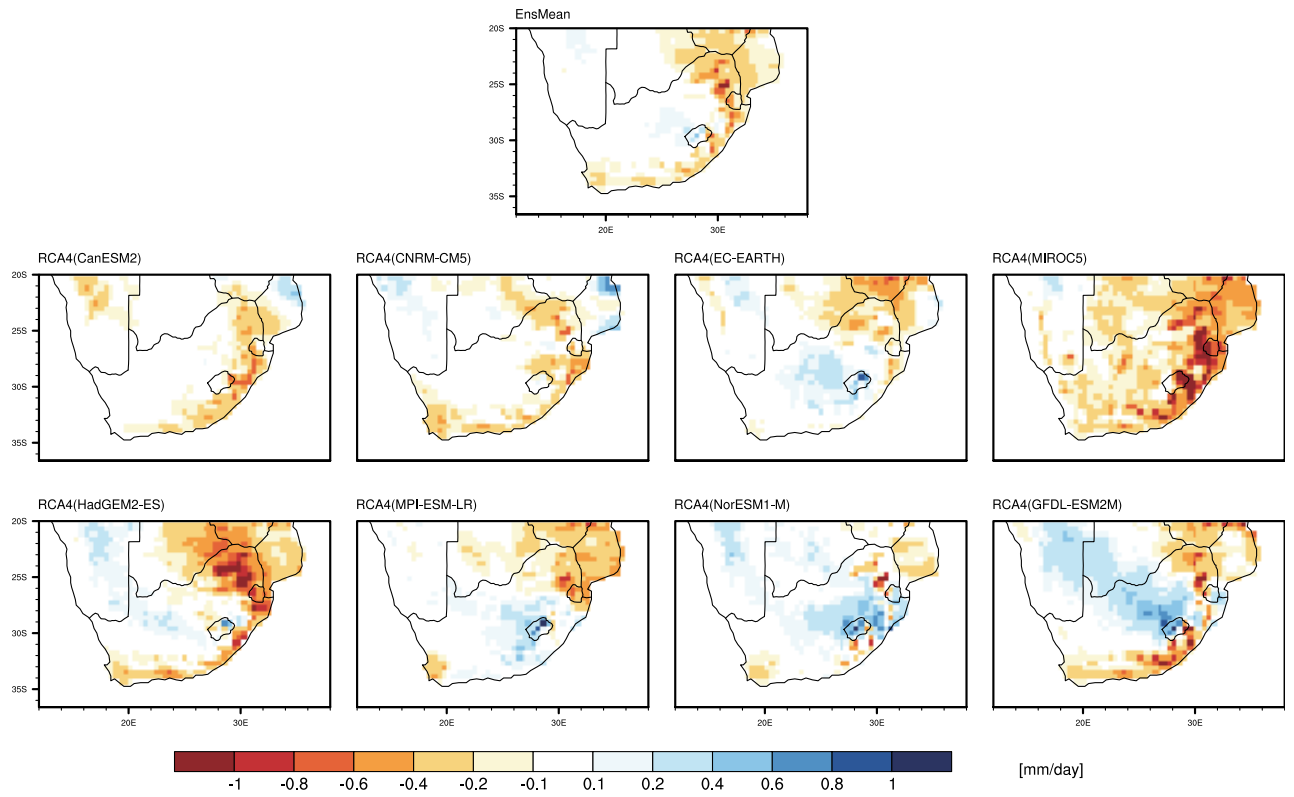 EnsMean
20S
25S
30S
35S
20E 30E
RCA4(CanESM2) RCA4(CNRM-CM5) RCA4(EC-EARTH) RCA4(MIROC5)
20S
25S
30S
35S
RCA4(HadGEM2-ES) RCA4(MPI-ESM-LR) RCA4(NorESM1-M) RCA4(GFDL-ESM2M)
20S
25S
30S
35S
20E 30E 20E 30E 20E 30E 20E 30E
-1 -0.8 -0.6 -0.4 -0.2 -0.1 0.1 0.2 0.4 0.6 0.8 1 [mm/day]